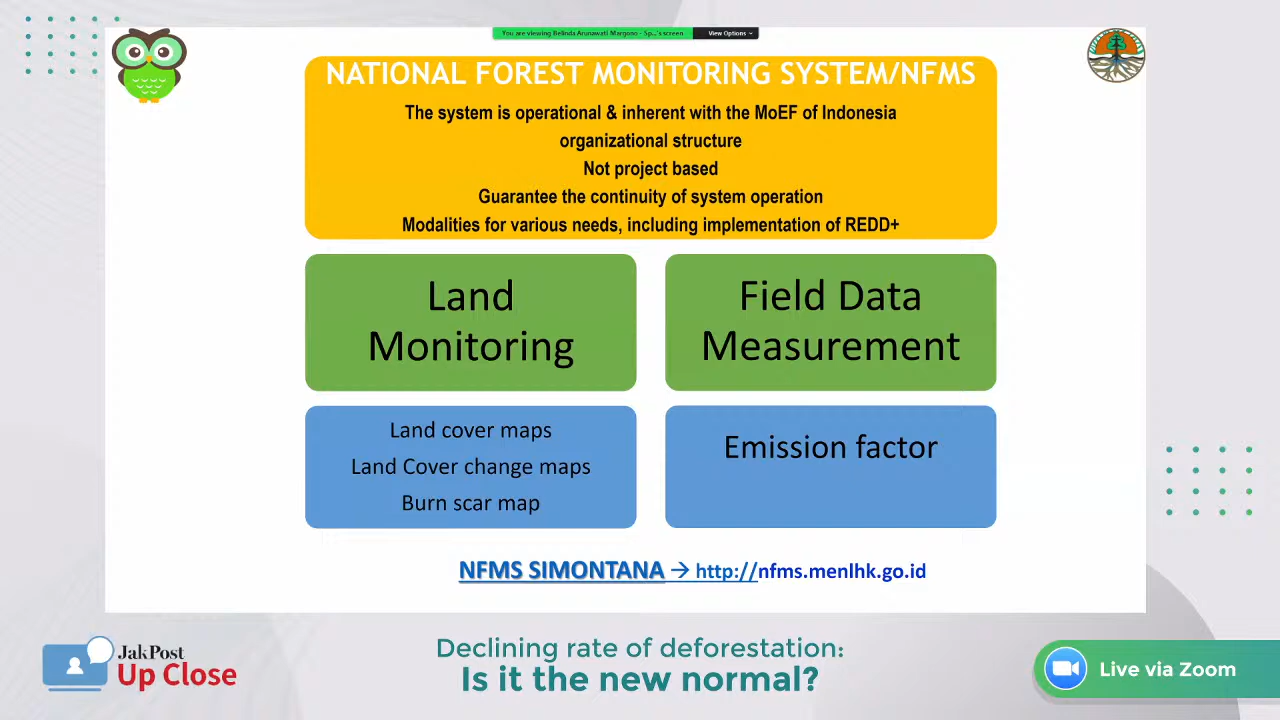 You are viewing Belinda Arunawati Margono - Sp...'s screen
View Options
NATIONAL FOREST MONITORING SYSTEM/NFMS
The system is operational & inherent with the MoEF of Indonesia
organizational structure
Not project based
Guarantee the continuity of system operation
Modalities for various needs, including implementation of REDD+
Land
Monitoring
Field Data
Measurement
Land cover maps
Land Cover change maps
Burn scar map
Emission factor
NFMS SIMONTANA → http://nfms.menlhk.go.id
JakPost
Up Close
Declining rate of deforestation:
Is it the new normal?
Live via Zoom